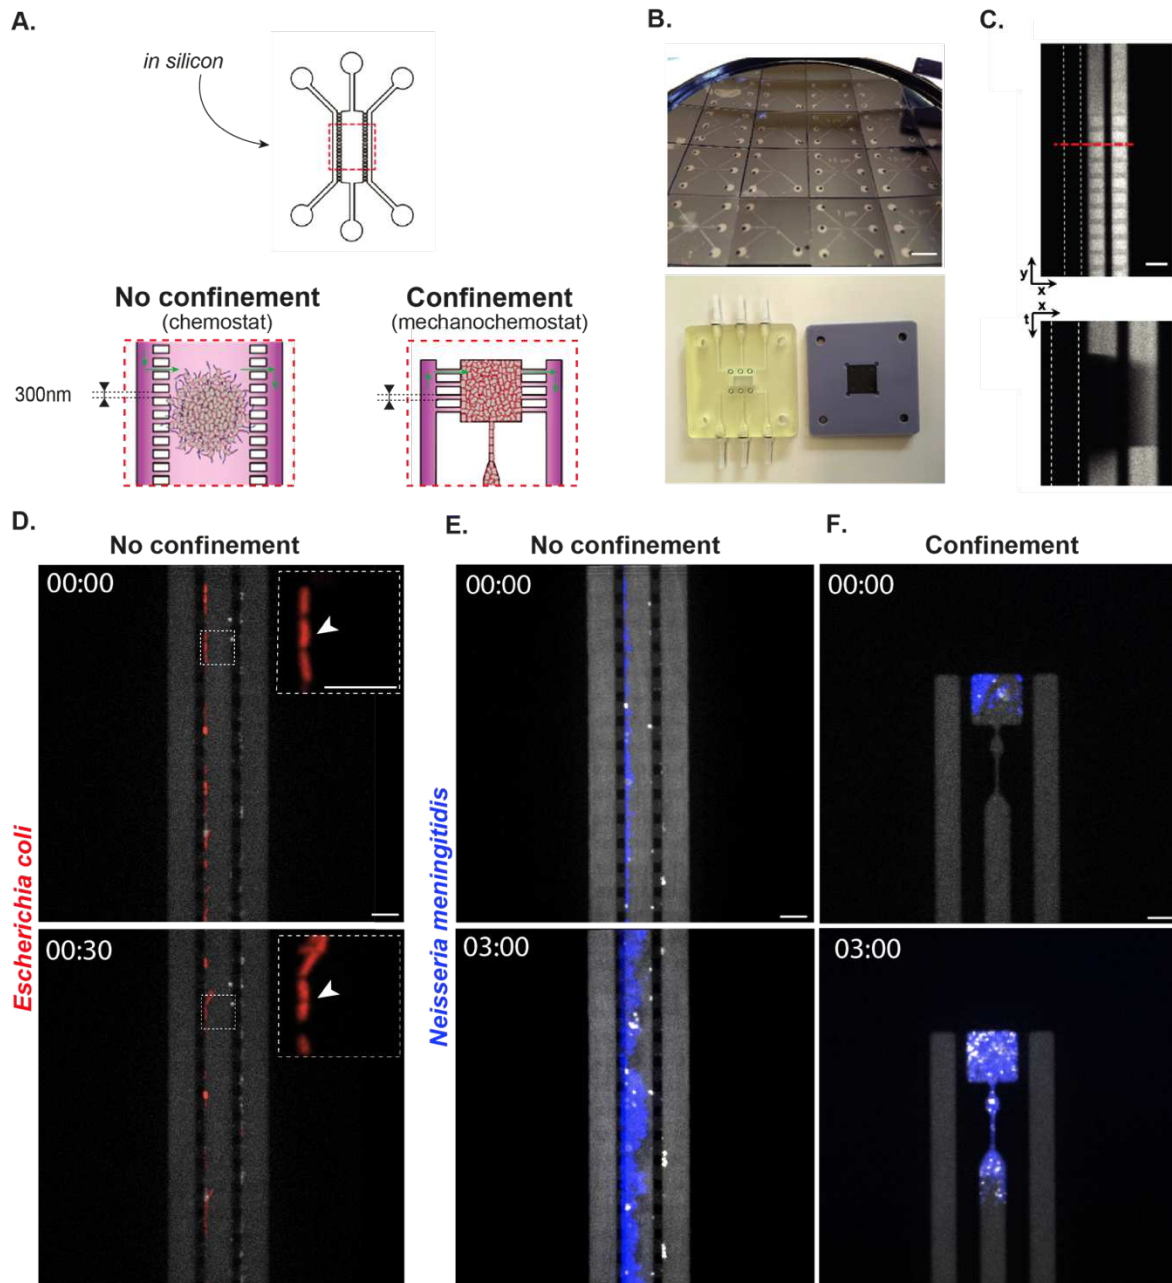 A.
in silicon
No confinement
(chemostat)
300nm
Confinement
(mechanochemostat)
B.
C.
y
x
x
t
D.
No confinement
Escherichia coli
00:00
00:30
E.
No confinement
Neisseria meningitidis
00:00
03:00
F.
Confinement
00:00
03:00